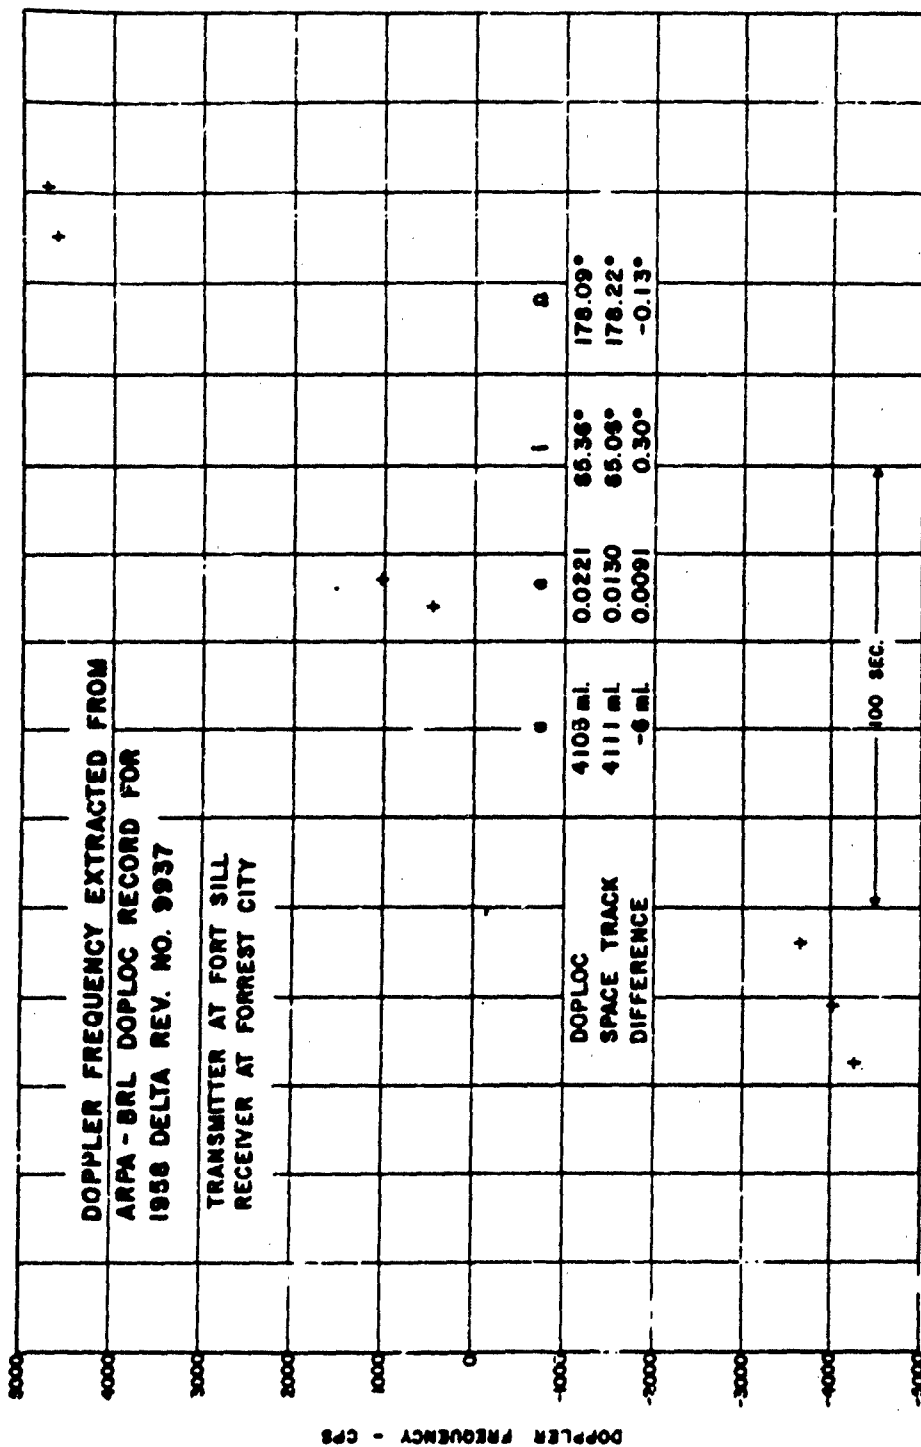 DOPPLER FREQUENCY EXTRACTED FROM
ARPA - BRL DOPLOC RECORD FOR
1958 DELTA REV. NO. 9937
TRANSMITTER AT FORT SILL
RECEIVER AT FORREST CITY
5000
4000
3000
2000
1000
0
-1000
-2000
-3000
-4000
-5000
DOPPLER FREQUENCY - CPS
a e i Ω
DOPLOC 4105 mi. 0.0221 65.36° 178.09°
SPACE TRACK 4111 mi. 0.0130 65.06° 178.22°
DIFFERENCE -6 mi. 0.0091 0.30° -0.13°
100 SEC.